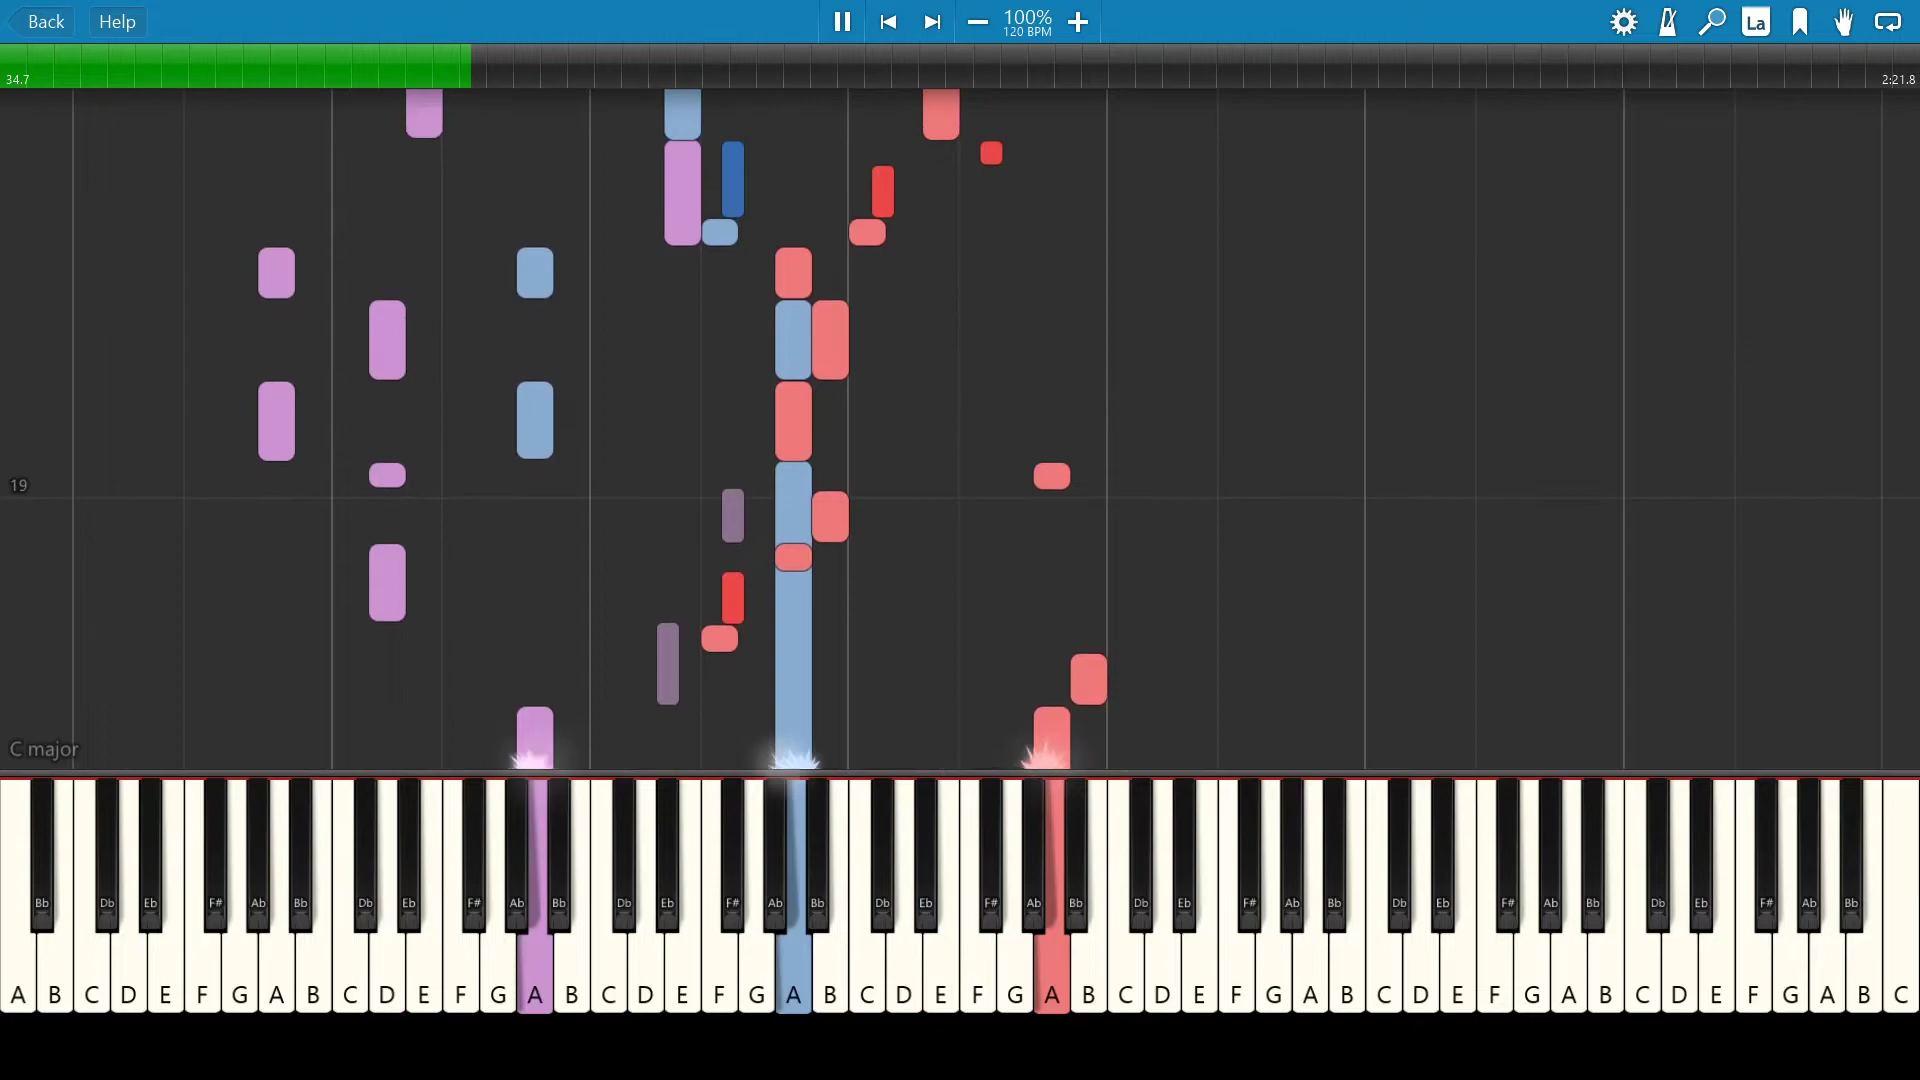 Back Help 100% La
120 BPM
34.7 2:21.8
19
C major
Bb Db Eb F# Ab Bb Db Eb F# Ab Bb Db Eb F# Ab Bb Db Eb F# Ab Bb Db Eb F# Ab Bb Db Eb F# Ab Bb Db Eb F# Ab Bb
A B C D E F G A B C D E F G A B C D E F G A B C D E F G A B C D E F G A B C D E F G A B C D E F G A B C